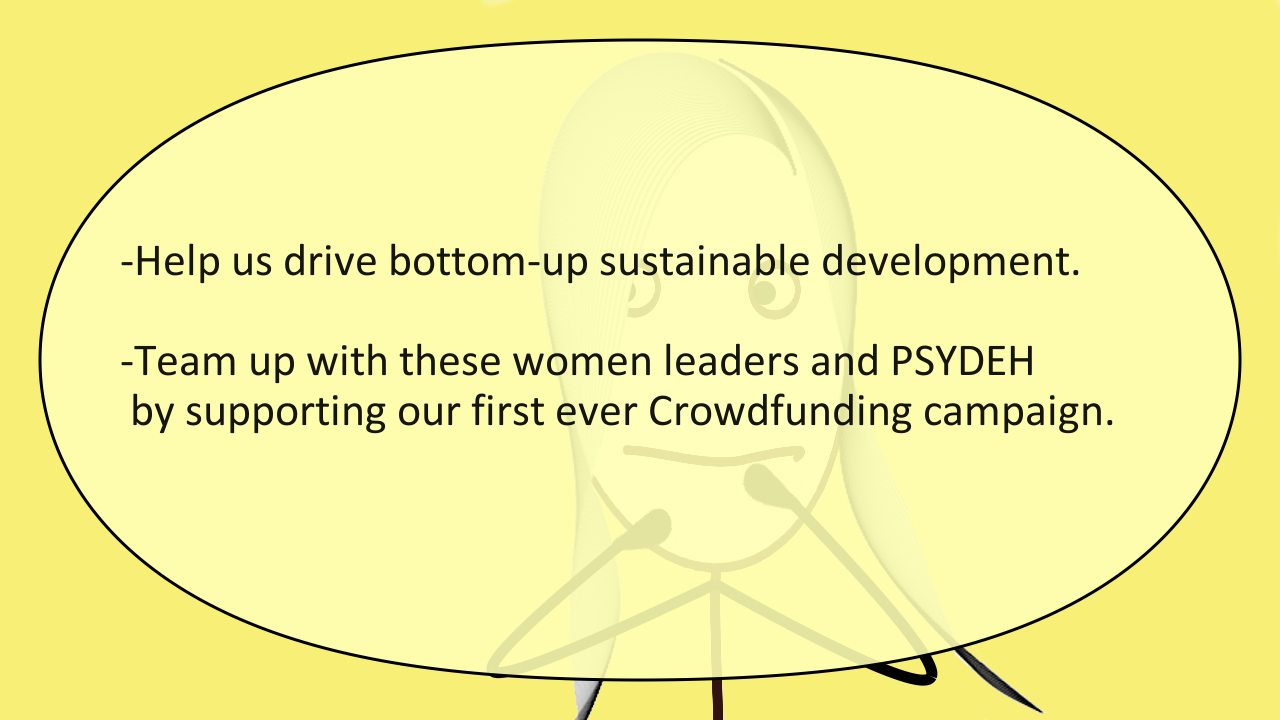 -Help us drive bottom-up sustainable development.
-Team up with these women leaders and PSYDEH
by supporting our first ever Crowdfunding campaign.